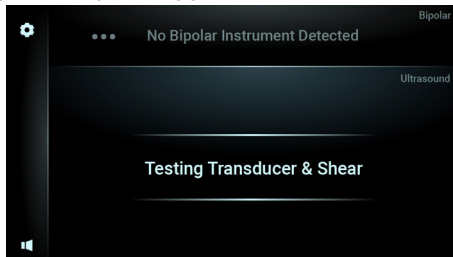 Bipolar
No Bipolar Instrument Detected
Ultrasound
Testing Transducer & Shear